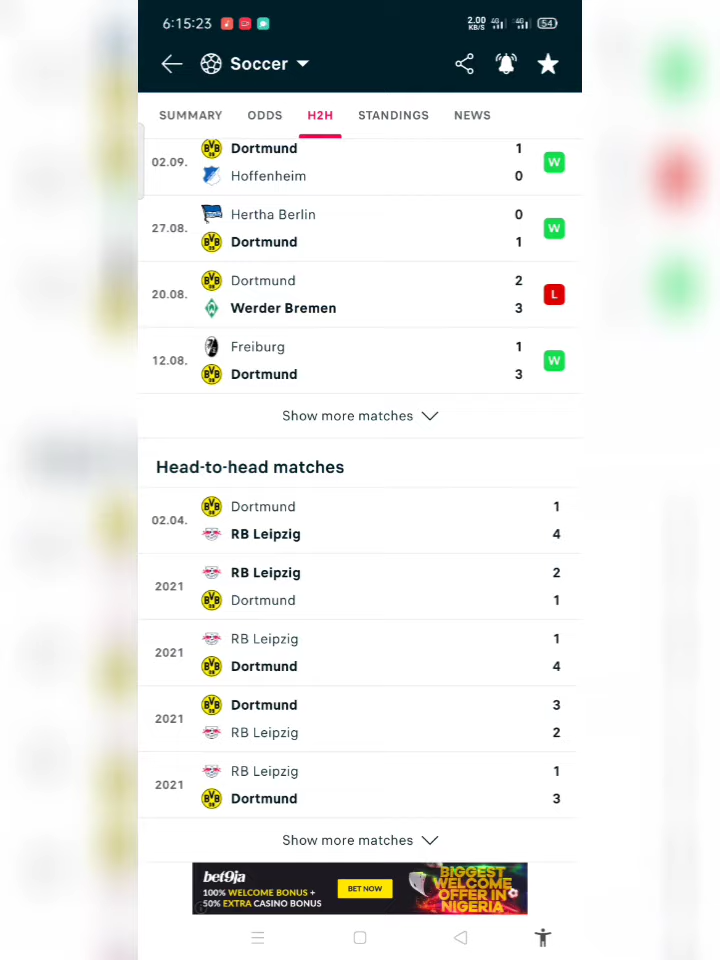 6:15:23 2.00 KB/S 4G 4G 54
Soccer
SUMMARY ODDS H2H STANDINGS NEWS
02.09. Dortmund 1 W
Hoffenheim 0
27.08. Hertha Berlin 0 W
Dortmund 1
20.08. Dortmund 2 L
Werder Bremen 3
12.08. Freiburg 1 W
Dortmund 3
Show more matches
Head-to-head matches
02.04. Dortmund 1
RB Leipzig 4
2021 RB Leipzig 2
Dortmund 1
2021 RB Leipzig 1
Dortmund 4
2021 Dortmund 3
RB Leipzig 2
2021 RB Leipzig 1
Dortmund 3
Show more matches
bet9ja
100% WELCOME BONUS +
50% EXTRA CASINO BONUS
BET NOW
BIGGEST
WELCOME
OFFER IN
NIGERIA